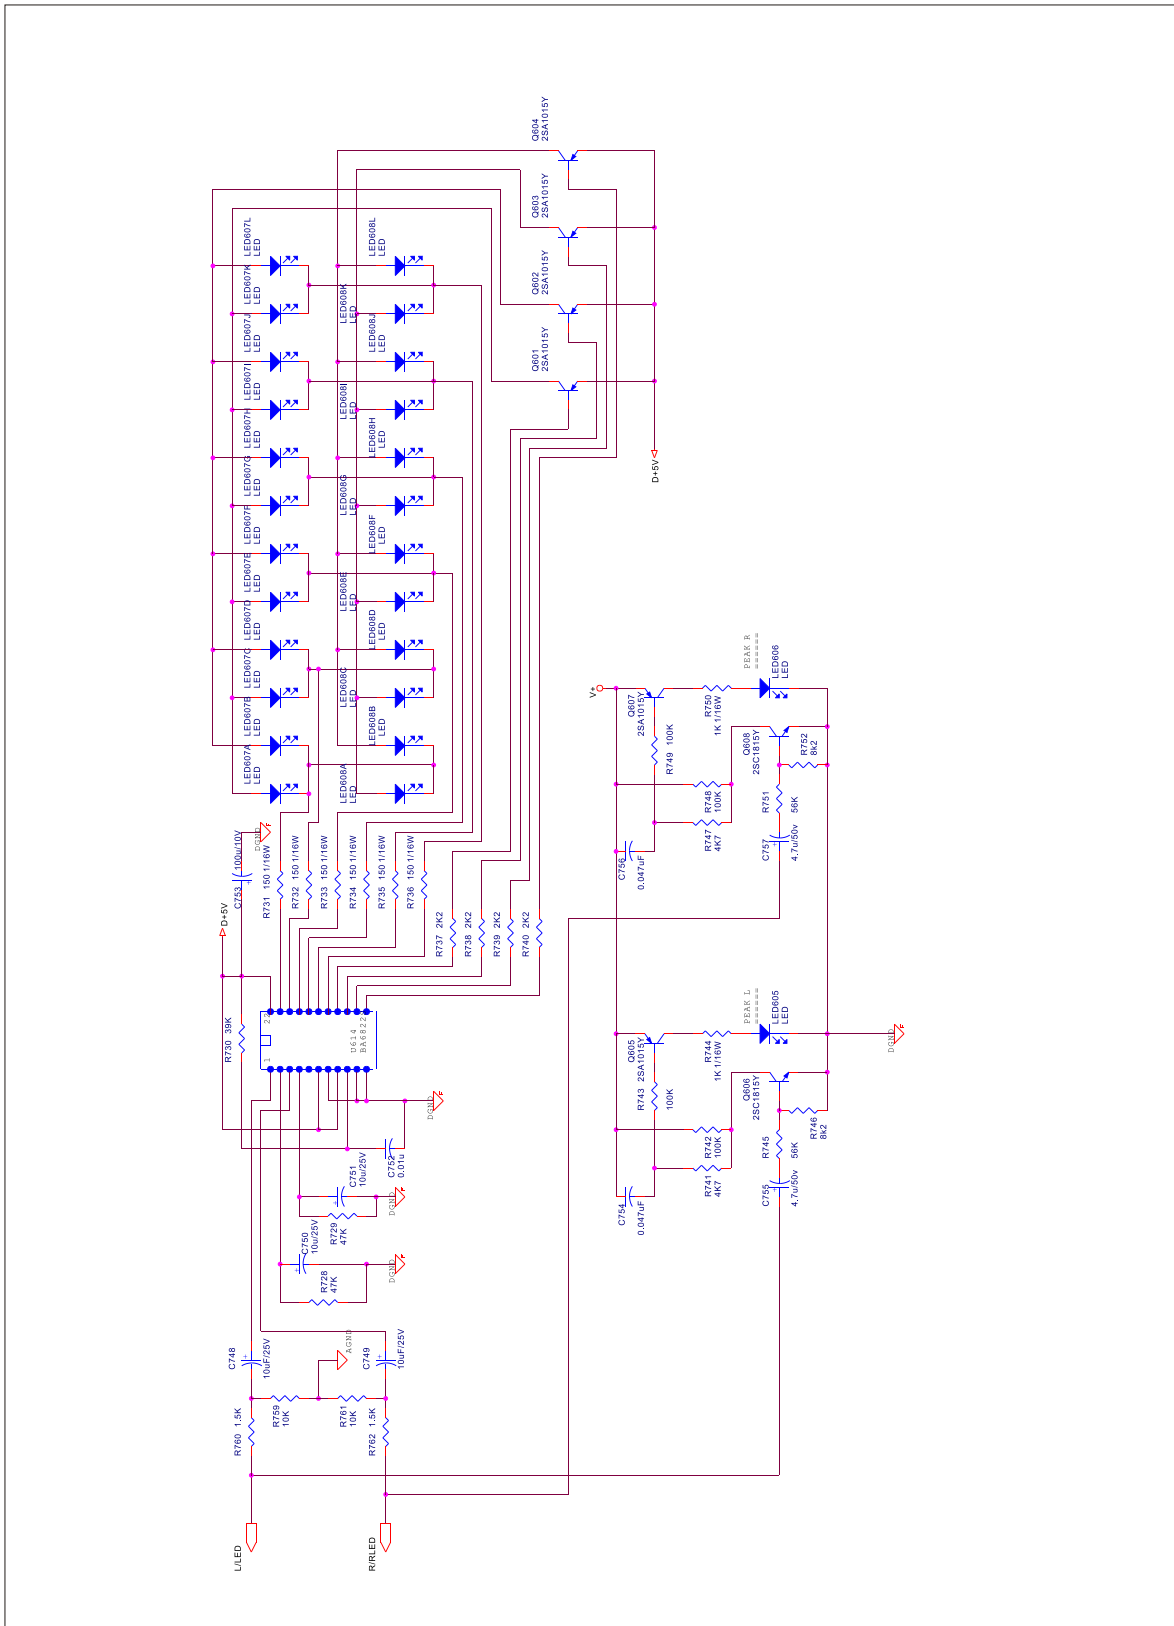 Q604
2SA1015Y
Q603
2SA1015Y
Q602
2SA1015Y
Q601
2SA1015Y
D+5V
LED607L
LED
LED607K
LED
LED607J
LED
LED607I
LED
LED607H
LED
LED607G
LED
LED607F
LED
LED607E
LED
LED607D
LED
LED607C
LED
LED607B
LED
LED607A
LED
LED608L
LED
LED608K
LED
LED608J
LED
LED608I
LED
LED608H
LED
LED608G
LED
LED608F
LED
LED608E
LED
LED608D
LED
LED608C
LED
LED608B
LED
LED608A
LED
DGND
C753 100u/10V
D+5V
R731 150 1/16W
R732 150 1/16W
R733 150 1/16W
R734 150 1/16W
R735 150 1/16W
R736 150 1/16W
R737 2K2
R738 2K2
R739 2K2
R740 2K2
R730 39K
1
22
U614
BA6822
DGND
C752
0.01u
C751
10u/25V
R729
47K
DGND
C750
10u/25V
R728
47K
DGND
C748
10uF/25V
AGND
C749
10uF/25V
R759
10K
R761
10K
R760 1.5K
R762 1.5K
L/LED
R/RLED
V+
Q607
2SA1015Y
R749 100K
R750
1K 1/16W
PEAK R
======
LED606
LED
Q608
2SC1815Y
R752
8k2
R748
100K
R747
4K7
R751
56K
C757
4.7u/50v
C756
0.047uF
Q605
2SA1015Y
R743
100K
R744
1K 1/16W
PEAK L
======
LED605
LED
DGND
Q606
2SC1815Y
R746
8k2
R742
100K
R741
4K7
R745
56K
C755
4.7u/50v
C754
0.047uF